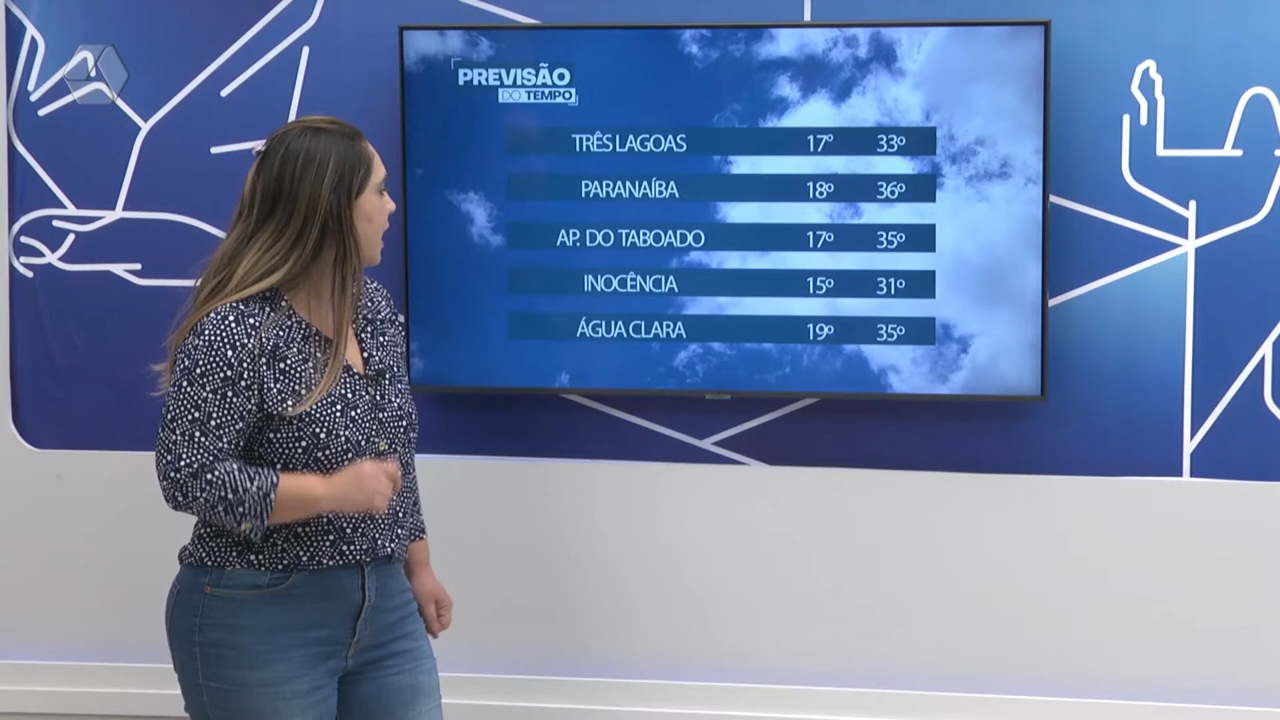 PREVISÃO
DO TEMPO
TRÊS LAGOAS 17º 33º
PARANAÍBA 18º 36º
AP. DO TABOADO 17º 35º
INOCÊNCIA 15º 31º
ÁGUA CLARA 19º 35º